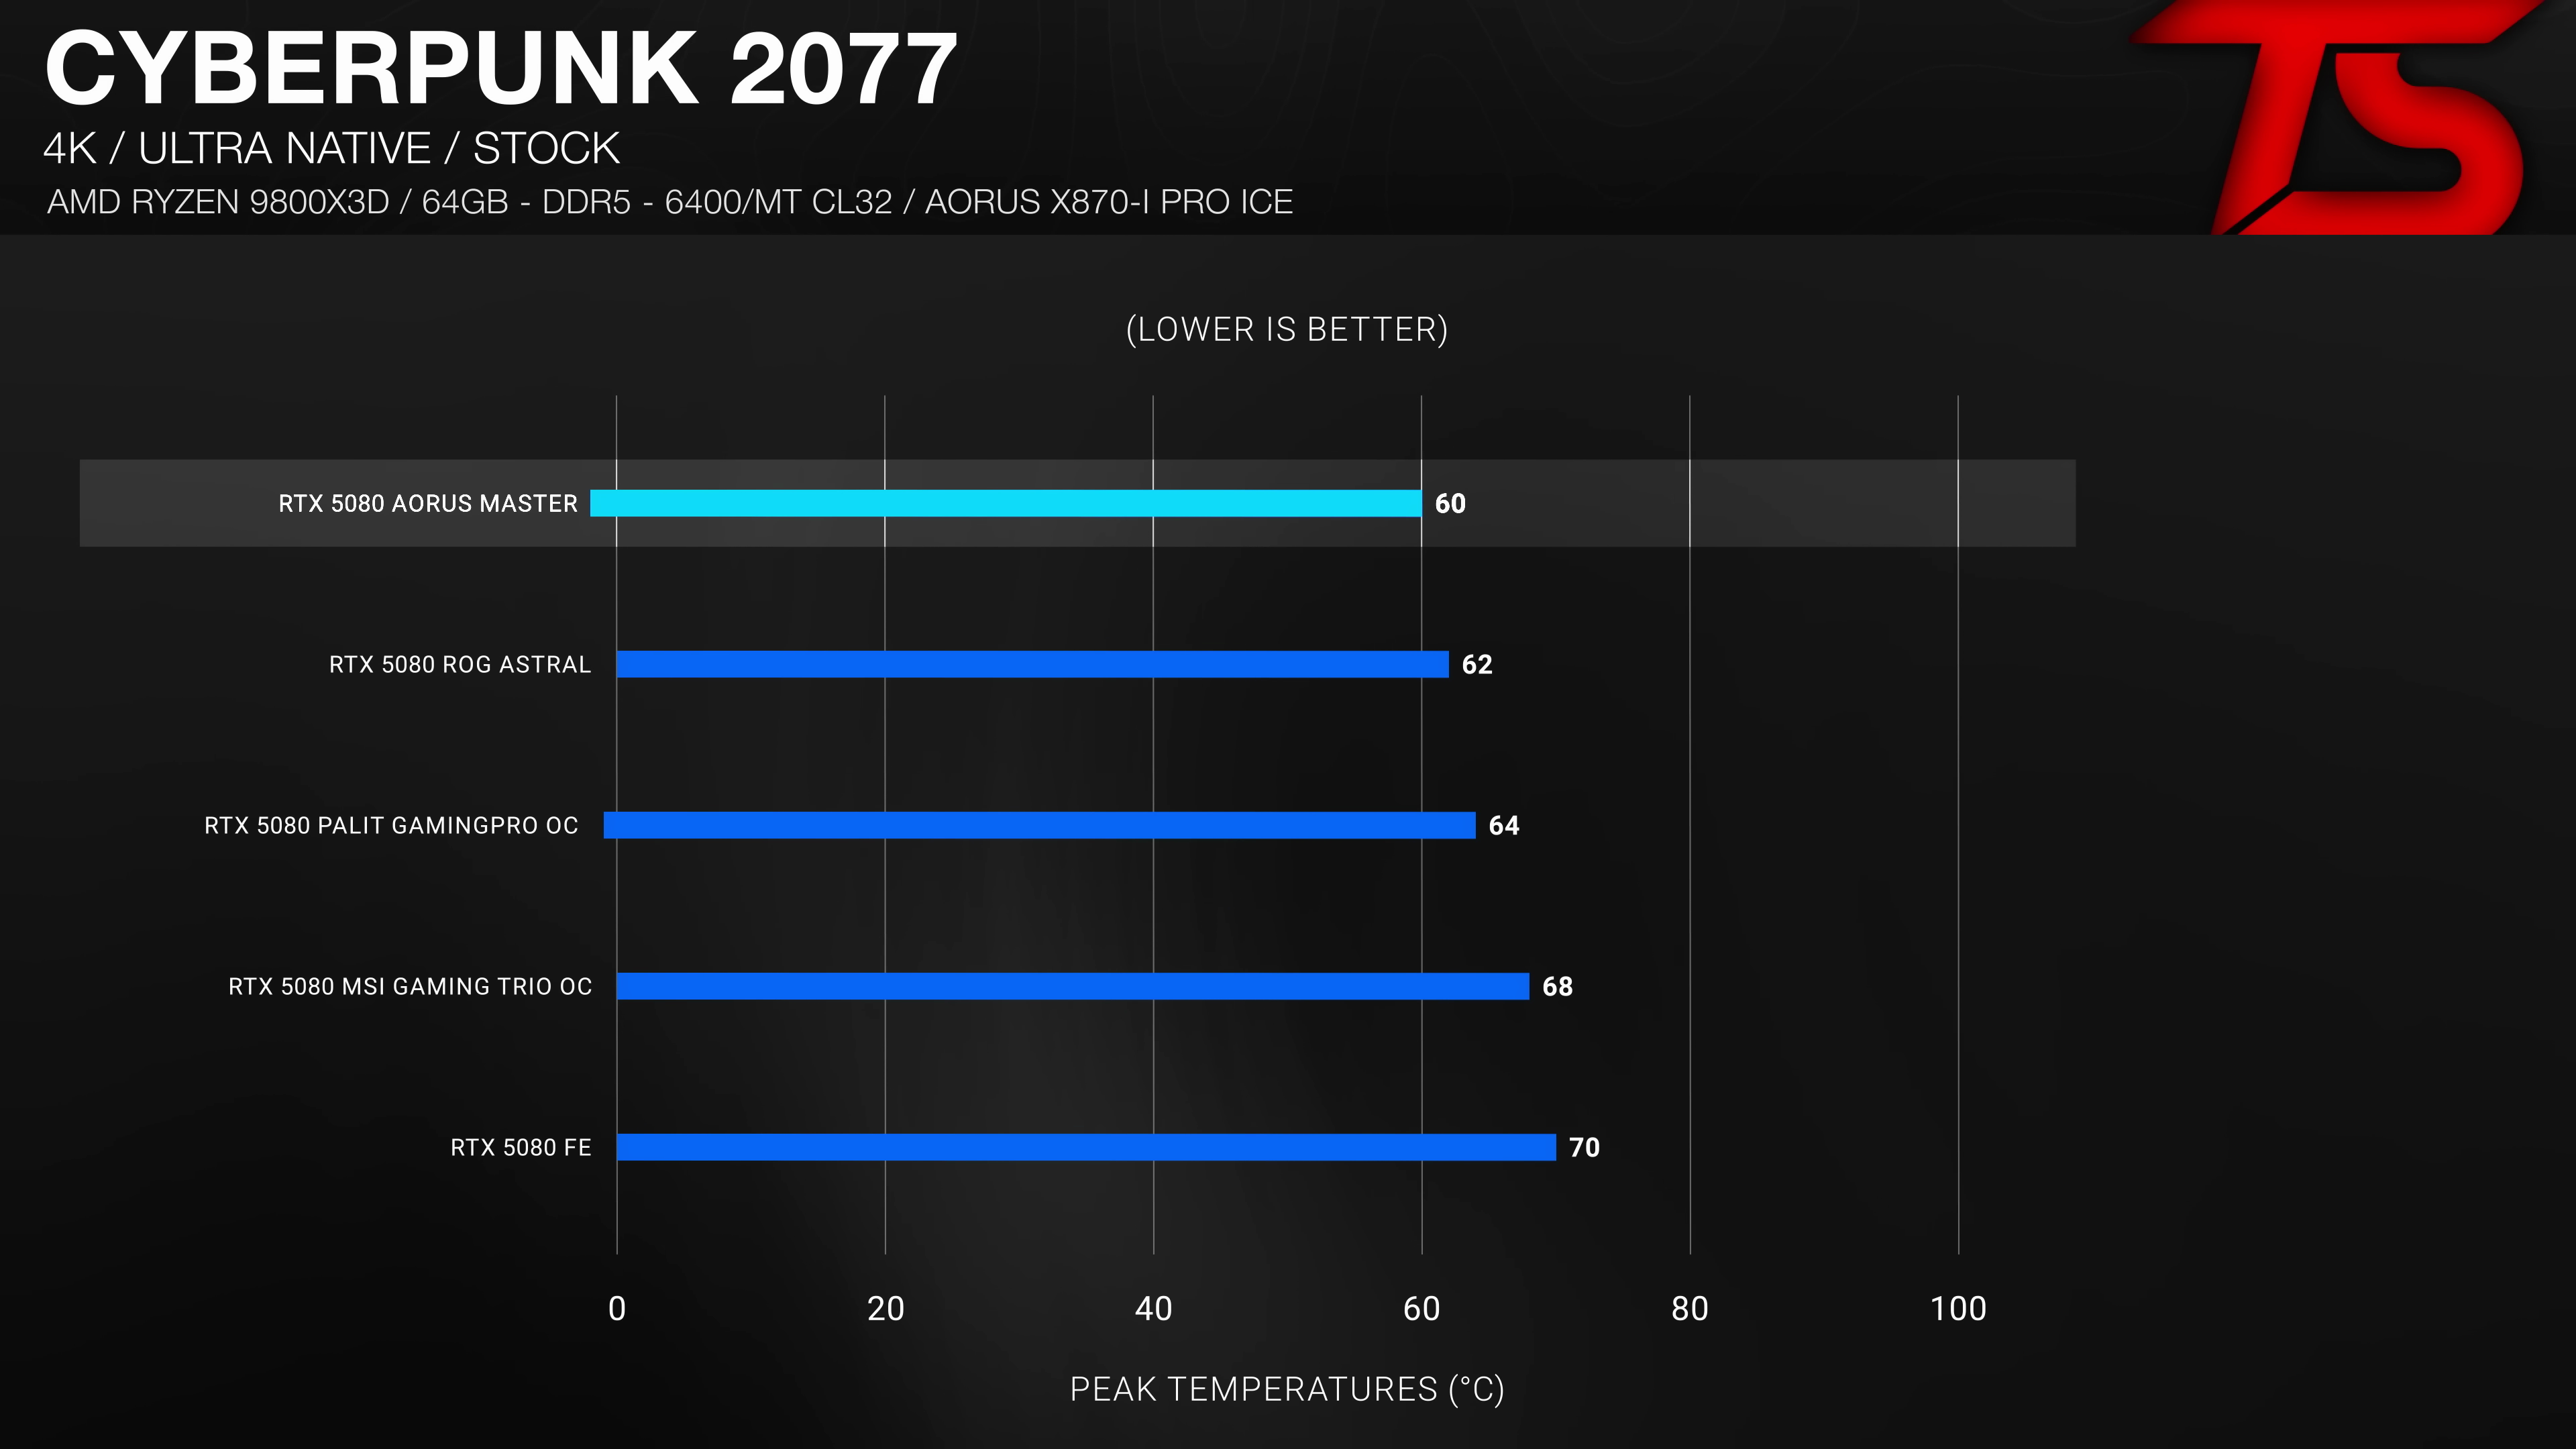 CYBERPUNK 2077
4K / ULTRA NATIVE / STOCK
AMD RYZEN 9800X3D / 64GB - DDR5 - 6400/MT CL32 / AORUS X870-I PRO ICE
TS
(LOWER IS BETTER)
RTX 5080 AORUS MASTER 60
RTX 5080 ROG ASTRAL 62
RTX 5080 PALIT GAMINGPRO OC 64
RTX 5080 MSI GAMING TRIO OC 68
RTX 5080 FE 70
0 20 40 60 80 100
PEAK TEMPERATURES (°C)